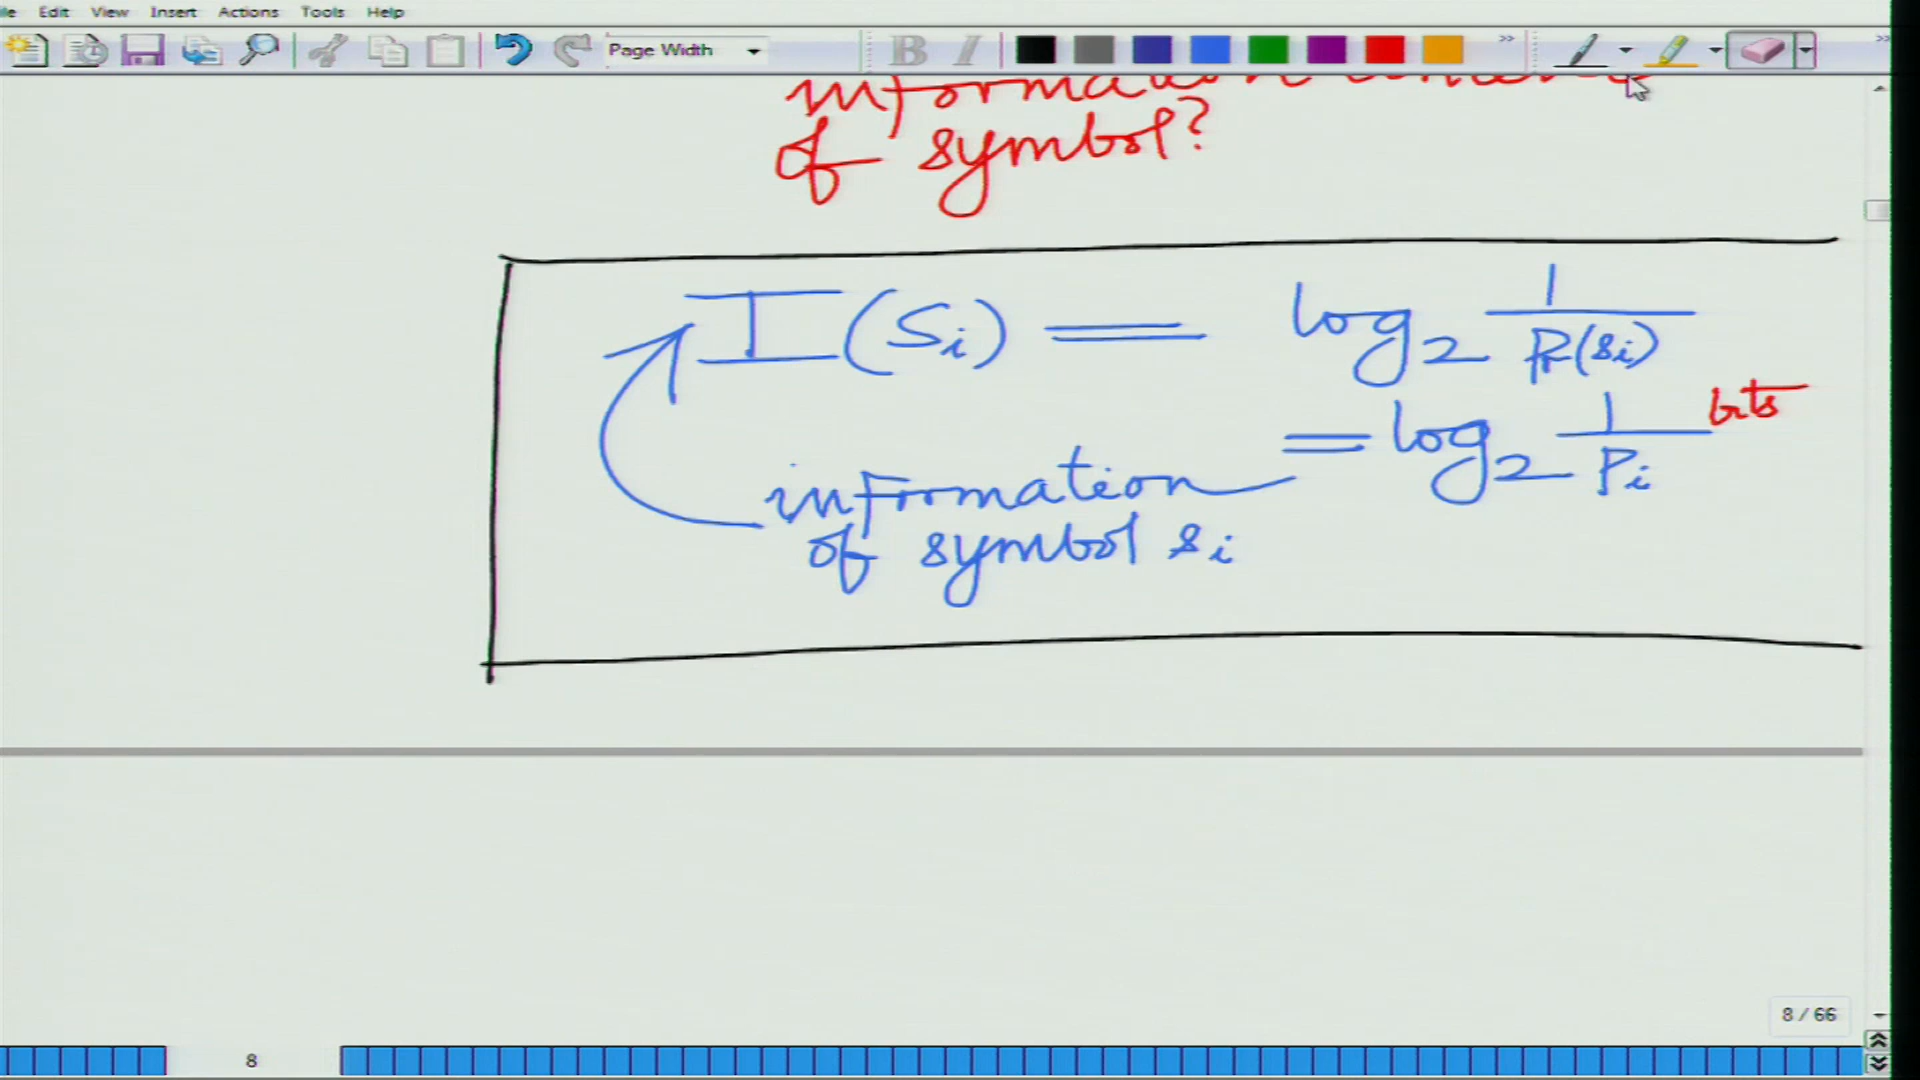 Edit View Insert Actions Tools Help
Page Width
B I
information
of symbol?
I(Si) = log2 1/Pr(si)
= log2 1/Pi bits
information
of symbol si
8 / 66
8